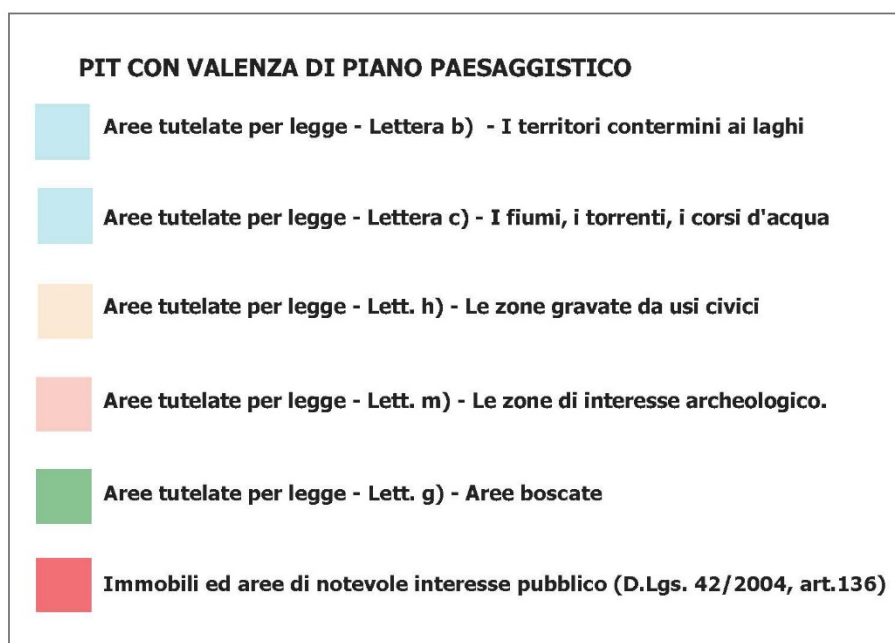 PIT CON VALENZA DI PIANO PAESAGGISTICO
Aree tutelate per legge - Lettera b) - I territori contermini ai laghi
Aree tutelate per legge - Lettera c) - I fiumi, i torrenti, i corsi d'acqua
Aree tutelate per legge - Lett. h) - Le zone gravate da usi civici
Aree tutelate per legge - Lett. m) - Le zone di interesse archeologico.
Aree tutelate per legge - Lett. g) - Aree boscate
Immobili ed aree di notevole interesse pubblico (D.Lgs. 42/2004, art.136)